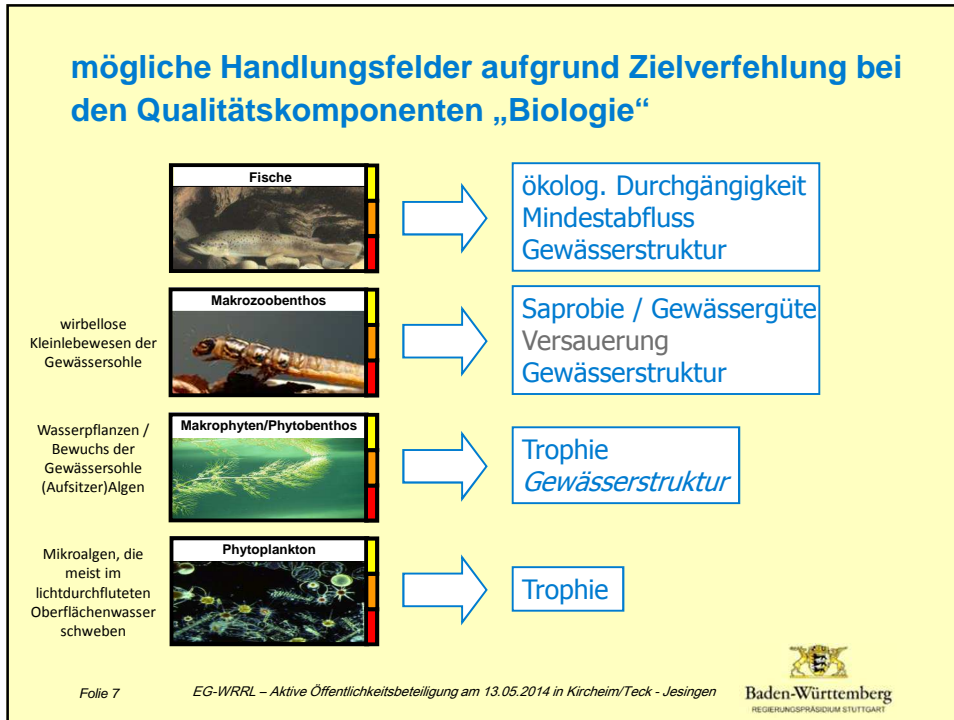 mögliche Handlungsfelder aufgrund Zielverfehlung bei
den Qualitätskomponenten „Biologie“
Fische
ökolog. Durchgängigkeit
Mindestabfluss
Gewässerstruktur
wirbellose
Kleinlebewesen der
Gewässersohle
Makrozoobenthos
Saprobie / Gewässergüte
Versauerung
Gewässerstruktur
Wasserpflanzen /
Bewuchs der
Gewässersohle
(Aufsitzer)Algen
Makrophyten/Phytobenthos
Trophie
Gewässerstruktur
Mikroalgen, die
meist im
lichtdurchfluteten
Oberflächenwasser
schweben
Phytoplankton
Trophie
Folie 7
EG-WRRL – Aktive Öffentlichkeitsbeteiligung am 13.05.2014 in Kircheim/Teck - Jesingen
Baden-Württemberg
REGIERUNGSPRÄSIDIUM STUTTGART